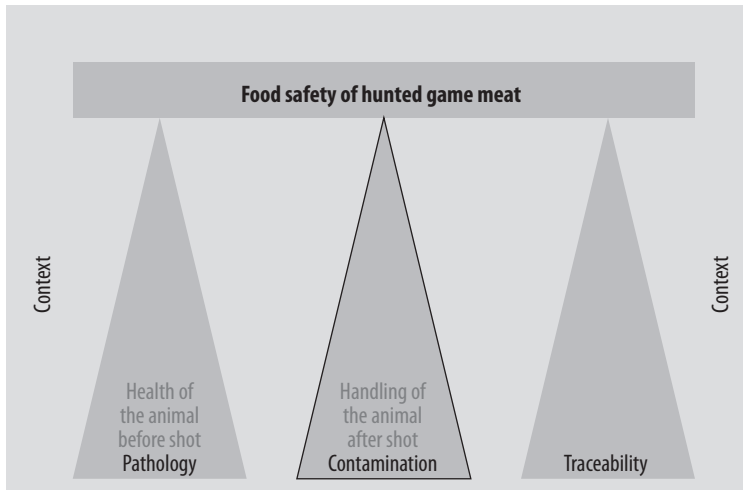 Food safety of hunted game meat
Context
Context
Health of
the animal
before shot
Pathology
Handling of
the animal
after shot
Contamination
Traceability